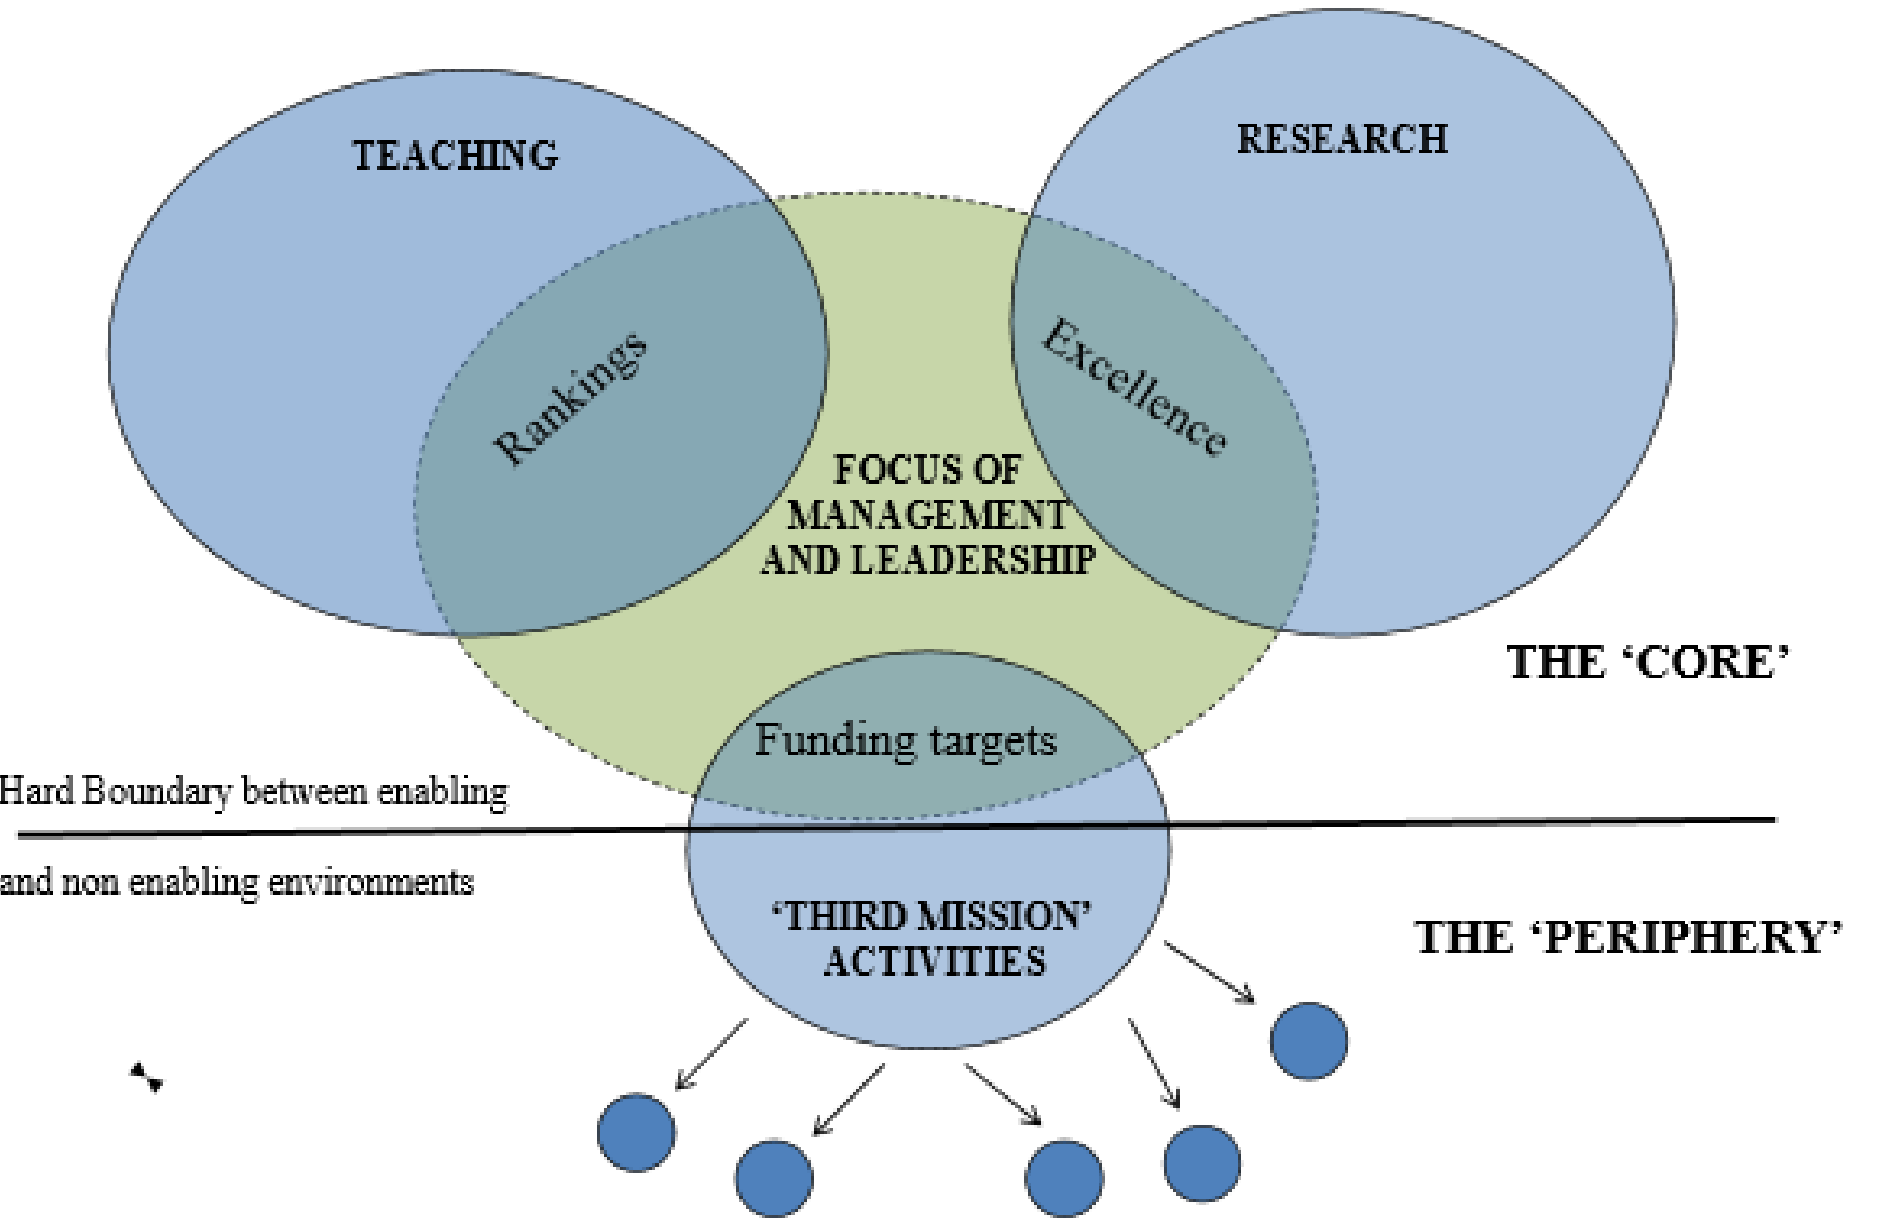 TEACHING
RESEARCH
Rankings
Excellence
FOCUS OF
MANAGEMENT
AND LEADERSHIP
THE ‘CORE’
Funding targets
Hard Boundary between enabling
and non enabling environments
‘THIRD MISSION’
ACTIVITIES
THE ‘PERIPHERY’